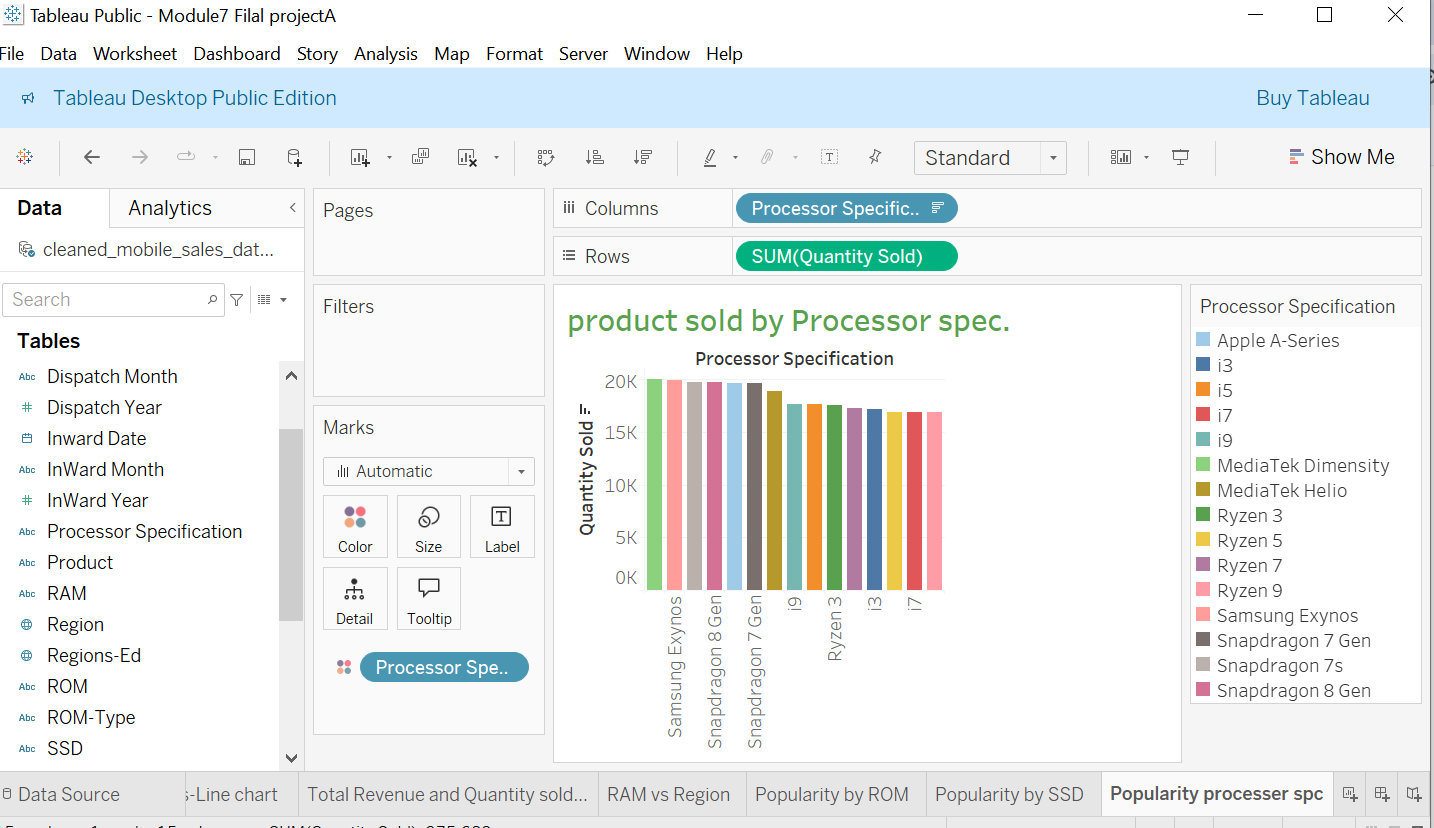 Tableau Public - Module7 Filal projectA
File Data Worksheet Dashboard Story Analysis Map Format Server Window Help
Tableau Desktop Public Edition
Buy Tableau
Standard
Show Me
Data
Analytics
cleaned_mobile_sales_dat...
Search
Tables
Abc Dispatch Month
# Dispatch Year
Inward Date
Abc InWard Month
# InWard Year
Abc Processor Specification
Abc Product
Abc RAM
Region
Regions-Ed
Abc ROM
Abc ROM-Type
Abc SSD
Pages
Filters
Marks
Automatic
Color
Size
Label
Detail
Tooltip
Processor Spe..
Columns
Processor Specific..
Rows
SUM(Quantity Sold)
product sold by Processor spec.
Processor Specification
Quantity Sold
20K
15K
10K
5K
0K
Samsung Exynos
Snapdragon 8 Gen
Snapdragon 7 Gen
i9
Ryzen 3
i3
i7
Processor Specification
Apple A-Series
i3
i5
i7
i9
MediaTek Dimensity
MediaTek Helio
Ryzen 3
Ryzen 5
Ryzen 7
Ryzen 9
Samsung Exynos
Snapdragon 7 Gen
Snapdragon 7s
Snapdragon 8 Gen
Data Source
s-Line chart
Total Revenue and Quantity sold...
RAM vs Region
Popularity by ROM
Popularity by SSD
Popularity processer spc